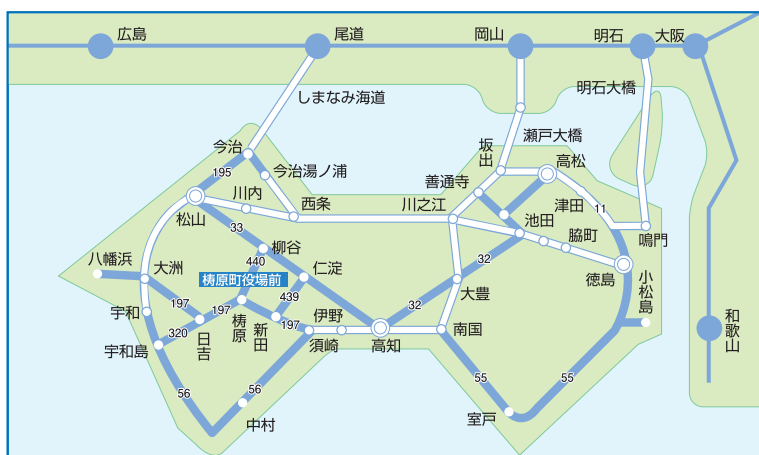 広島
尾道
岡山
明石
大阪
明石大橋
しまなみ海道
瀬戸大橋
今治
坂出
高松
195
今治湯ノ浦
善通寺
川内
西条
川之江
津田
11
松山
池田
脇町
鳴門
33
柳谷
八幡浜
440
仁淀
32
大洲
梼原町役場前
徳島
小松島
197
439
大豊
宇和
197
伊野
32
320
日吉
梼原
新田
197
須崎
高知
南国
和歌山
宇和島
56
56
55
55
中村
室戸